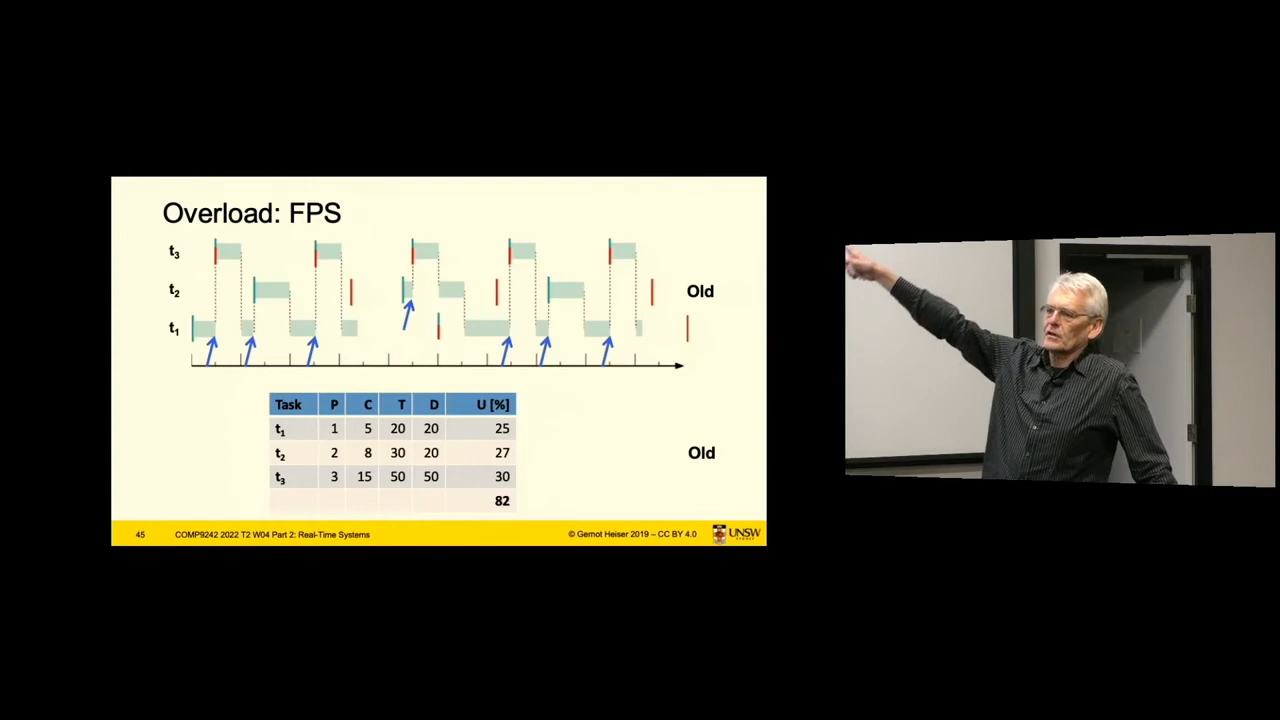 Overload: FPS
t3
t2
Old
t1
Task P C T D U [%]
t1 1 5 20 20 25
t2 2 8 30 20 27
Old
t3 3 15 50 50 30
82
45 COMP9242 2022 T2 W04 Part 2: Real-Time Systems © Gernot Heiser 2019 – CC BY 4.0 UNSW
SYDNEY